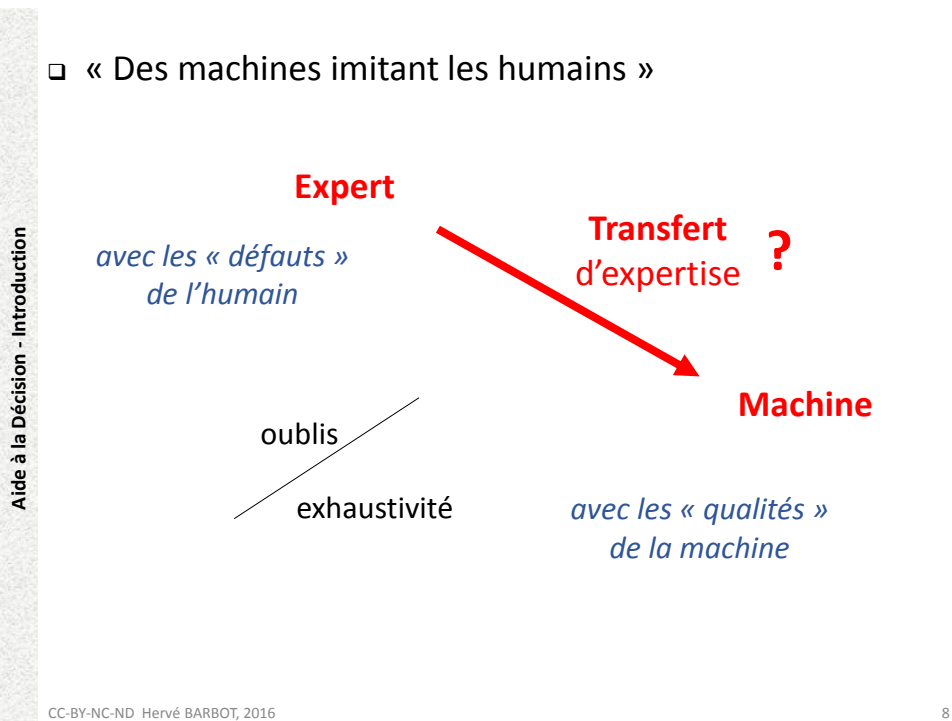 ❑ « Des machines imitant les humains »
Expert
avec les « défauts »
de l’humain
Transfert
d’expertise
?
Machine
oublis
exhaustivité
avec les « qualités »
de la machine
Aide à la Décision - Introduction
CC-BY-NC-ND Hervé BARBOT, 2016
8